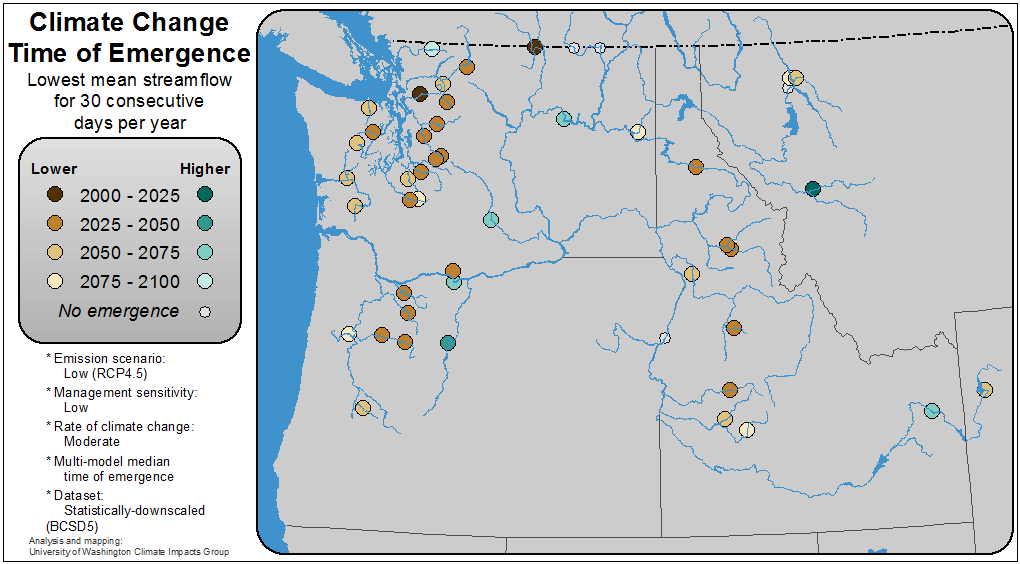 Climate Change
Time of Emergence
Lowest mean streamflow
for 30 consecutive
days per year
Lower Higher
2000 - 2025
2025 - 2050
2050 - 2075
2075 - 2100
No emergence
* Emission scenario:
Low (RCP4.5)
* Management sensitivity:
Low
* Rate of climate change:
Moderate
* Multi-model median
time of emergence
* Dataset:
Statistically-downscaled
(BCSD5)
Analysis and mapping:
University of Washington Climate Impacts Group